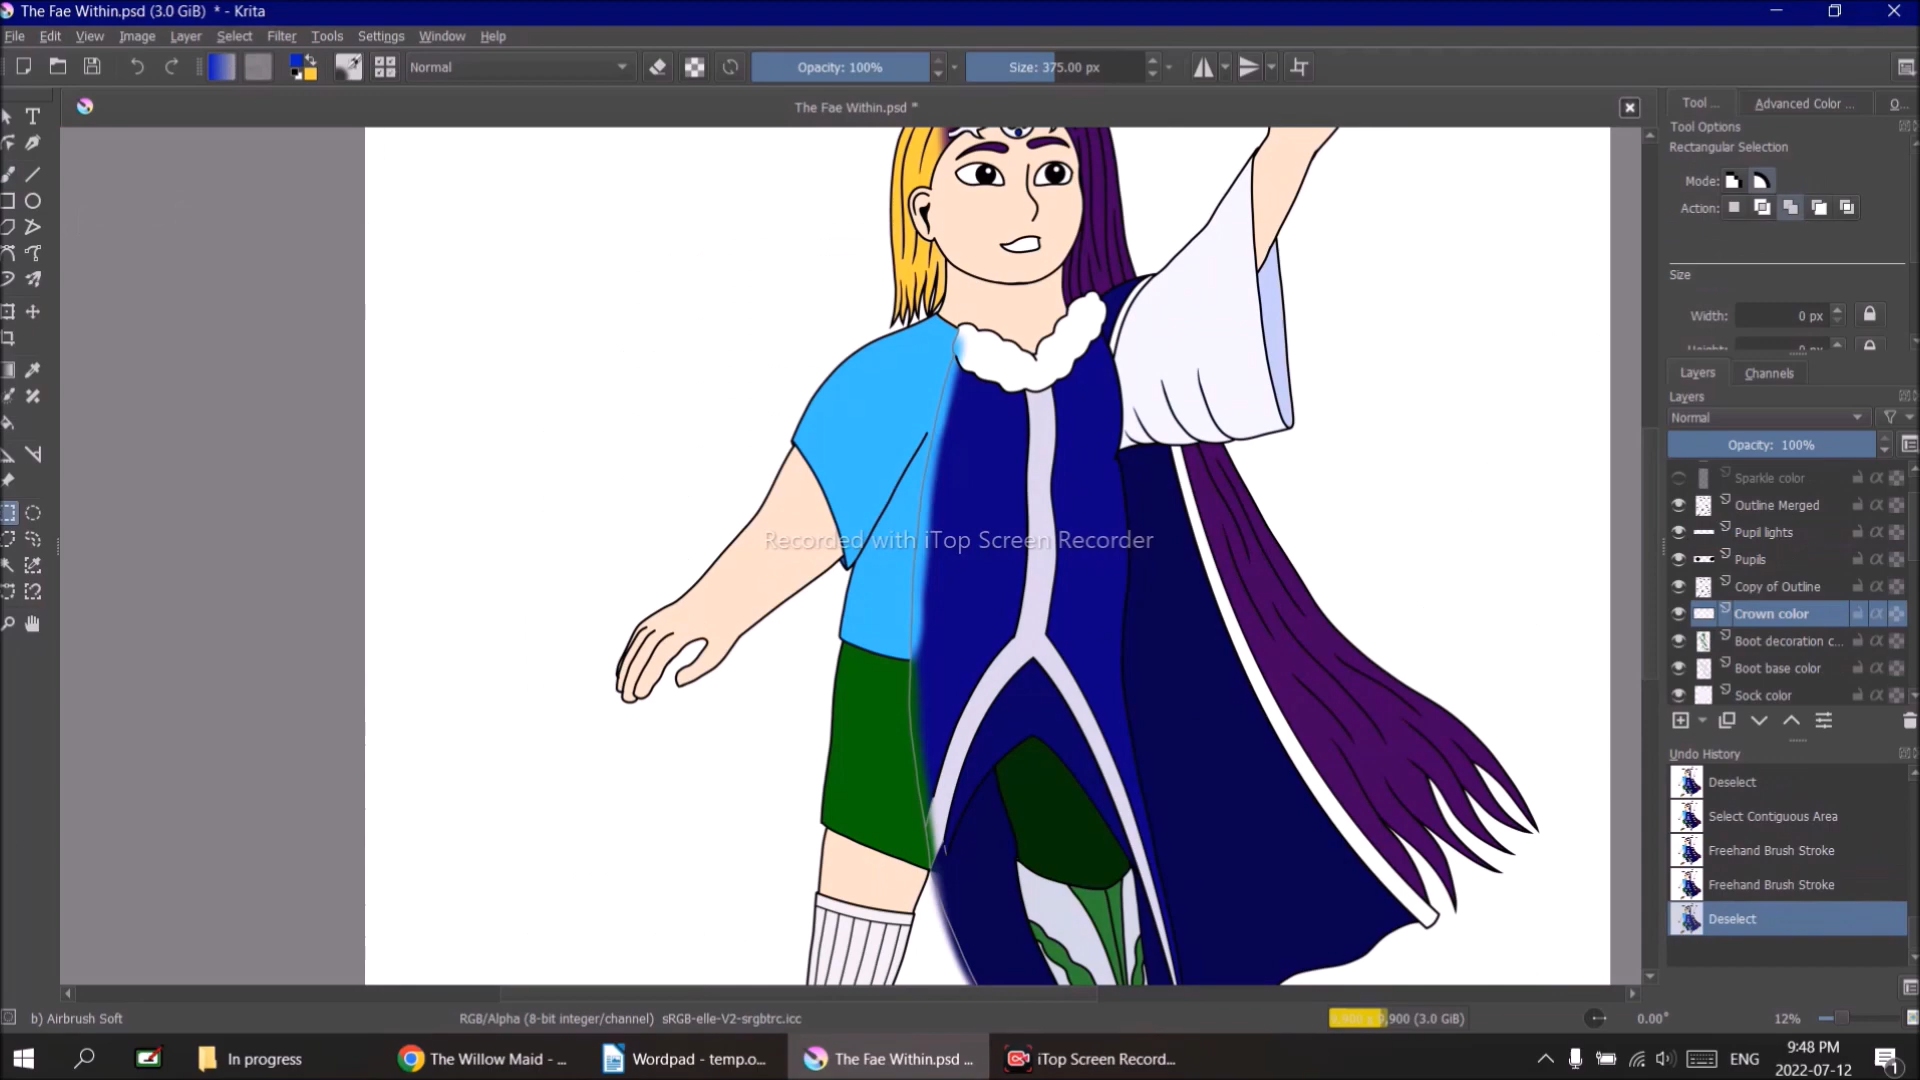 The Fae Within.psd (3.0 GiB) * - Krita
File Edit View Image Layer Select Filter Tools Settings Window Help
Normal
Opacity: 100%
Size: 375.00 px
The Fae Within.psd *
Tool ...
Advanced Color ...
O...
Tool Options
Rectangular Selection
Mode:
Action:
Size
Width: 0 px
Layers
Channels
Layers
Normal
Opacity: 100%
Sparkle color
Outline Merged
Pupil lights
Pupils
Copy of Outline
Crown color
Boot decoration c...
Boot base color
Sock color
Undo History
Deselect
Select Contiguous Area
Freehand Brush Stroke
Freehand Brush Stroke
Deselect
Recorded with iTop Screen Recorder
b) Airbrush Soft
RGB/Alpha (8-bit integer/channel) sRGB-elle-V2-srgbtrc.icc
(3.0 GiB)
0.00°
12%
In progress
The Willow Maid - ...
Wordpad - temp.o...
The Fae Within.psd ...
iTop Screen Record...
ENG
9:48 PM
2022-07-12
1